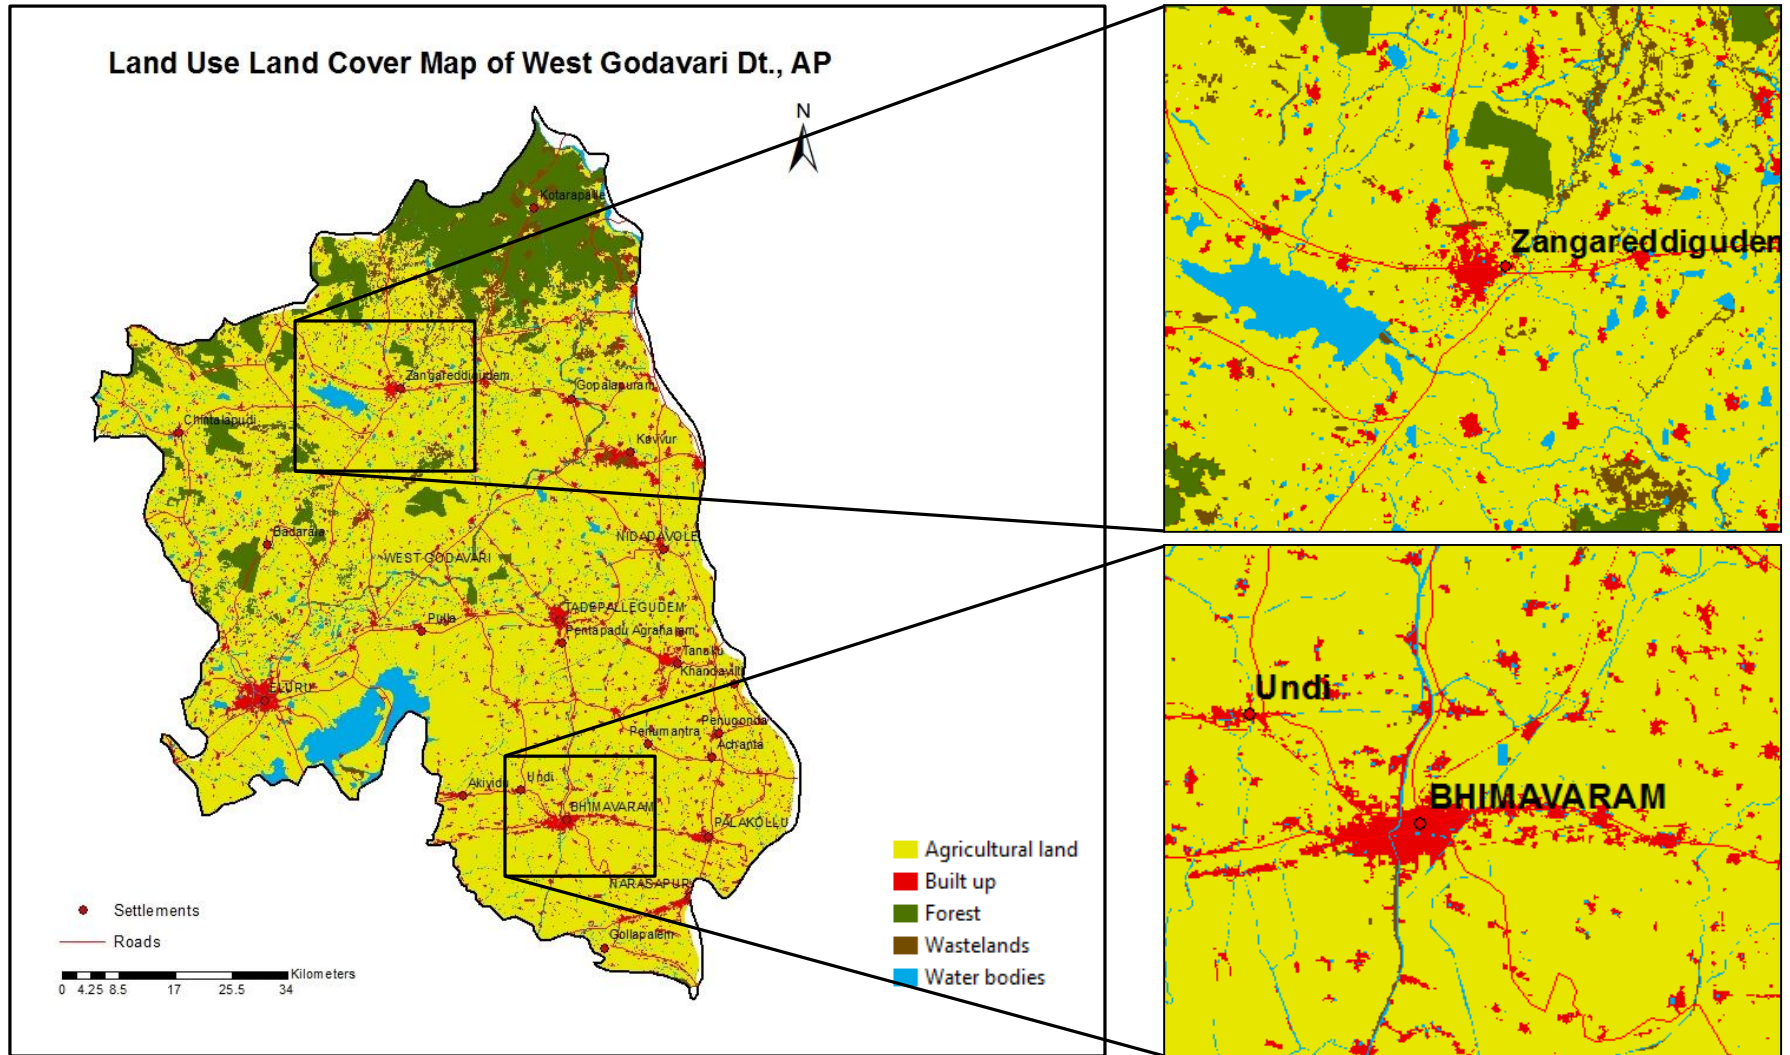 Land Use Land Cover Map of West Godavari Dt., AP
N
Kotarapalle
Zangareddigudem
Gopalapuram
Chintalapudi
Kovvur
Badarala
NIDADAVOLE
WEST GODAVARI
TADEPALLEGUDEM
Pulla
Pentapadu Agraharam
Tanuku
Khandavilli
ELURU
Penugonda
Penumantra
Achanta
Akividu
Undi
BHIMAVARAM
PALAKOLLU
NARASAPUR
Gollapalem
Settlements
Roads
Kilometers
0 4.25 8.5 17 25.5 34
Agricultural land
Built up
Forest
Wastelands
Water bodies
Zangareddiguden
Undi
BHIMAVARAM